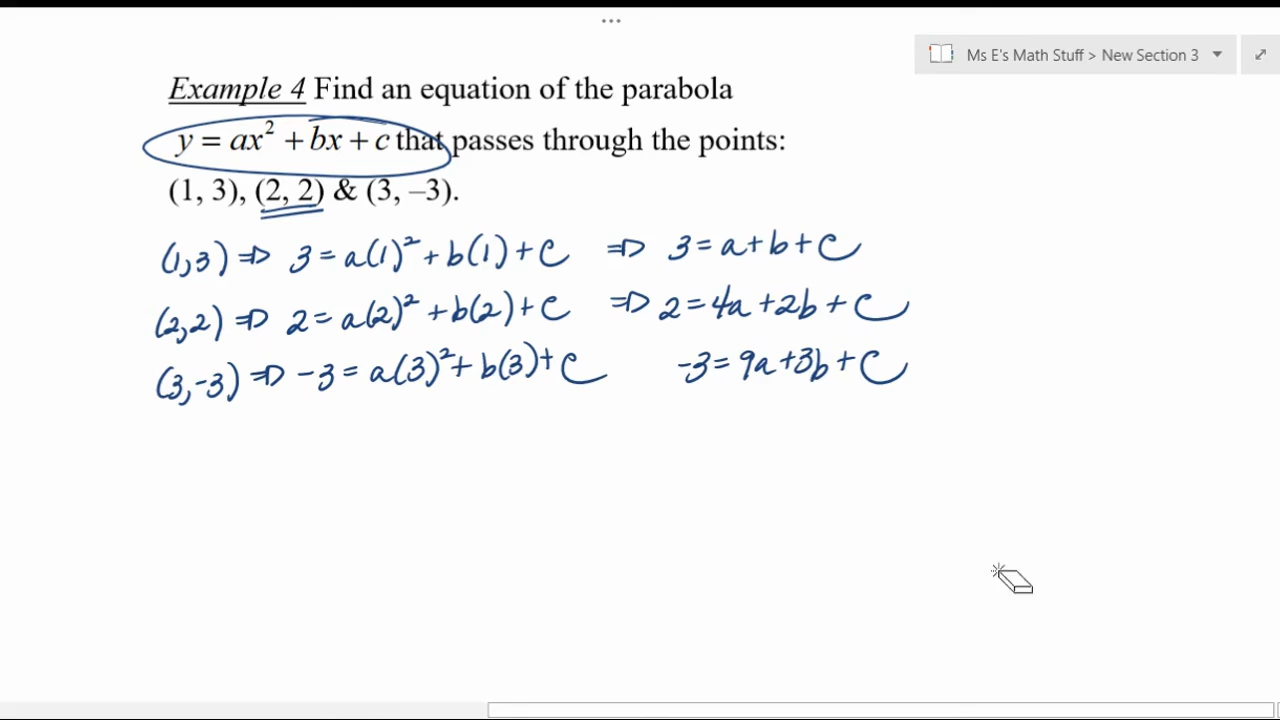 Ms E's Math Stuff > New Section 3
Example 4 Find an equation of the parabola
y = ax² + bx + c that passes through the points:
(1, 3), (2, 2) & (3, –3).
(1,3) ⇒ 3 = a(1)² + b(1) + c ⇒ 3 = a + b + c
(2,2) ⇒ 2 = a(2)² + b(2) + c ⇒ 2 = 4a + 2b + c
(3,-3) ⇒ -3 = a(3)² + b(3) + c -3 = 9a + 3b + c